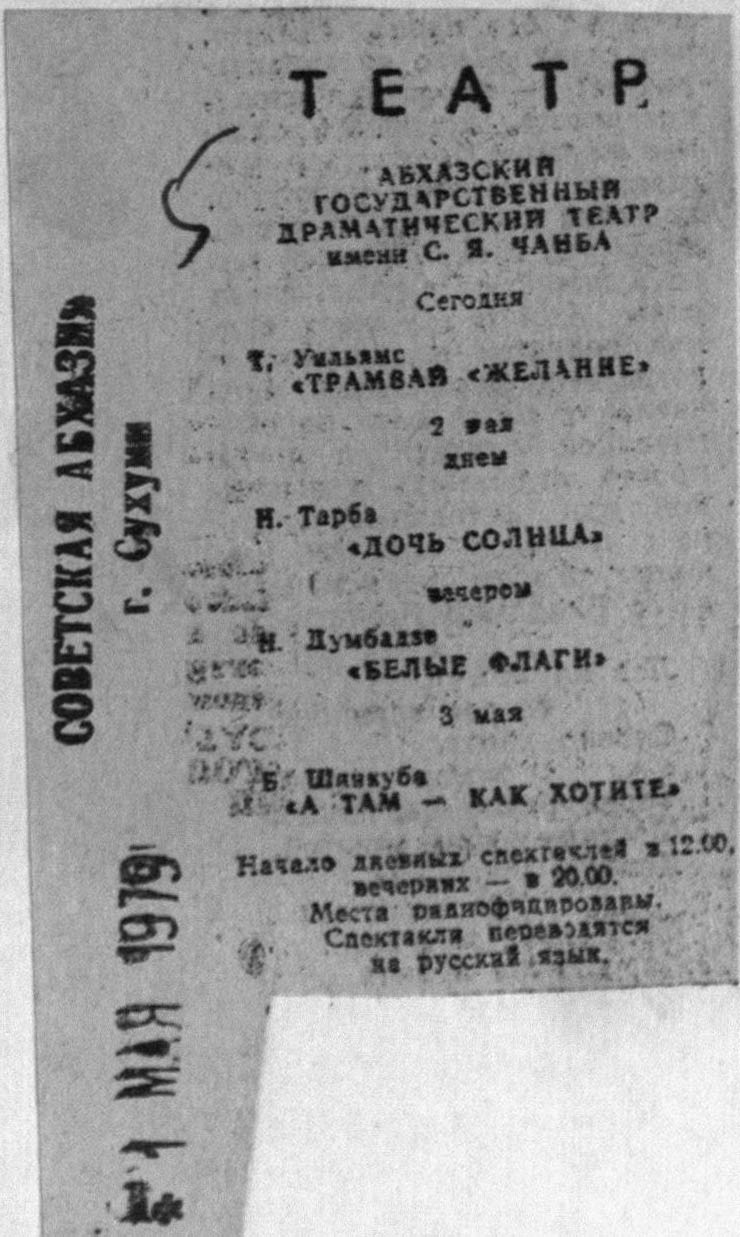 ТЕАТР
АБХАЗСКИЙ
ГОСУДАРСТВЕННЫЙ
ДРАМАТИЧЕСКИЙ ТЕАТР
имени С. Я. ЧАНБА
Сегодня
Т. Уильямс
«ТРАМВАЙ «ЖЕЛАНИЕ»
2 мая
днем
Н. Тарба
«ДОЧЬ СОЛНЦА»
вечером
Н. Думбадзе
«БЕЛЫЕ ФЛАГИ»
3 мая
Б. Шинкуба
«А ТАМ — КАК ХОТИТЕ»
Начало дневных спектаклей в 12.00,
вечерних — в 20.00.
Места радиофицированы.
Спектакли переводятся
на русский язык.
СОВЕТСКАЯ АБХАЗИЯ
г. Сухуми
1 МАЯ 1979